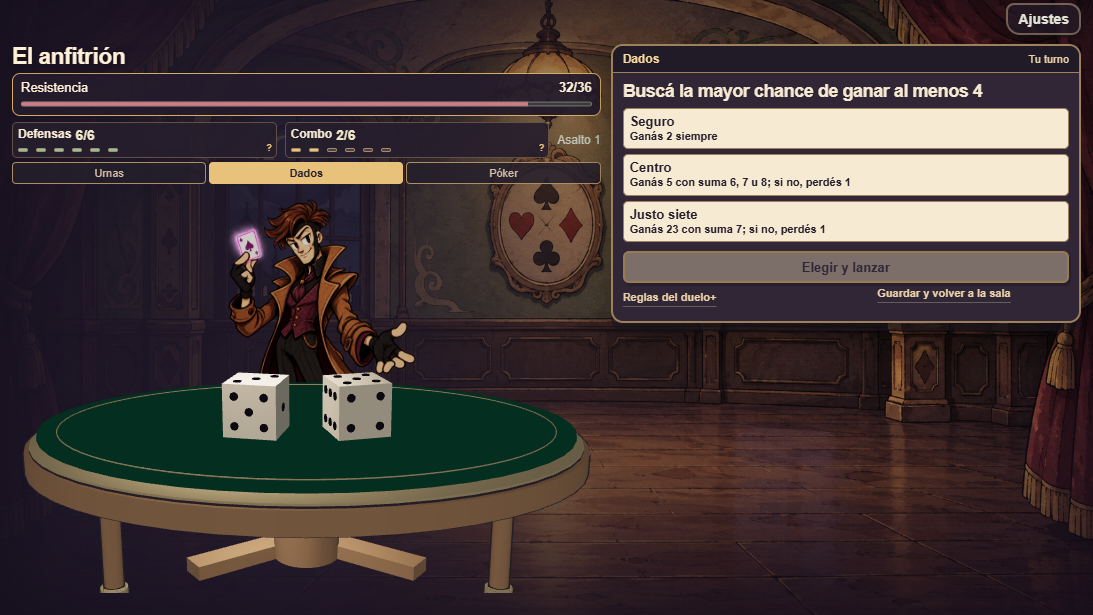 Ajustes
El anfitrión
Resistencia 32/36
Defensas 6/6 ?
Combo 2/6 ?
Asalto 1
Urnas Dados Póker
Dados Tu turno
Buscá la mayor chance de ganar al menos 4
Seguro
Ganás 2 siempre
Centro
Ganás 5 con suma 6, 7 u 8; si no, perdés 1
Justo siete
Ganás 23 con suma 7; si no, perdés 1
Elegir y lanzar
Reglas del duelo+ Guardar y volver a la sala